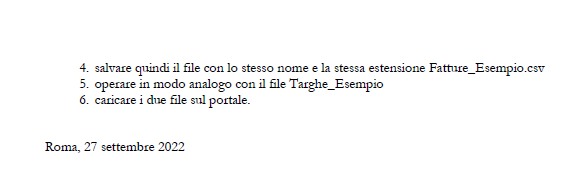 4. salvare quindi il file con lo stesso nome e la stessa estensione Fatture_Esempio.csv
5. operare in modo analogo con il file Targhe_Esempio
6. caricare i due file sul portale.
Roma, 27 settembre 2022